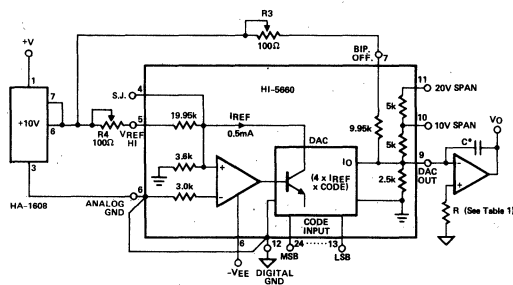 R3
100Ω
+V
BIP.
OFF.
7
1
7
6
+10V
3
HA-1608
R4
100Ω
S.J.
4
5
VREF
HI
HI-5660
19.95k
IREF
0.5mA
DAC
9.95k
3.6k
3.0k
+
−
(4 x IREF
x CODE)
IO
CODE
INPUT
5k
5k
2.5k
11
20V SPAN
10
10V SPAN
9
DAC
OUT
C*
VO
−
+
R (See Table 1)
ANALOG
GND
6
6
-VEE
12
DIGITAL
GND
24
MSB
13
LSB